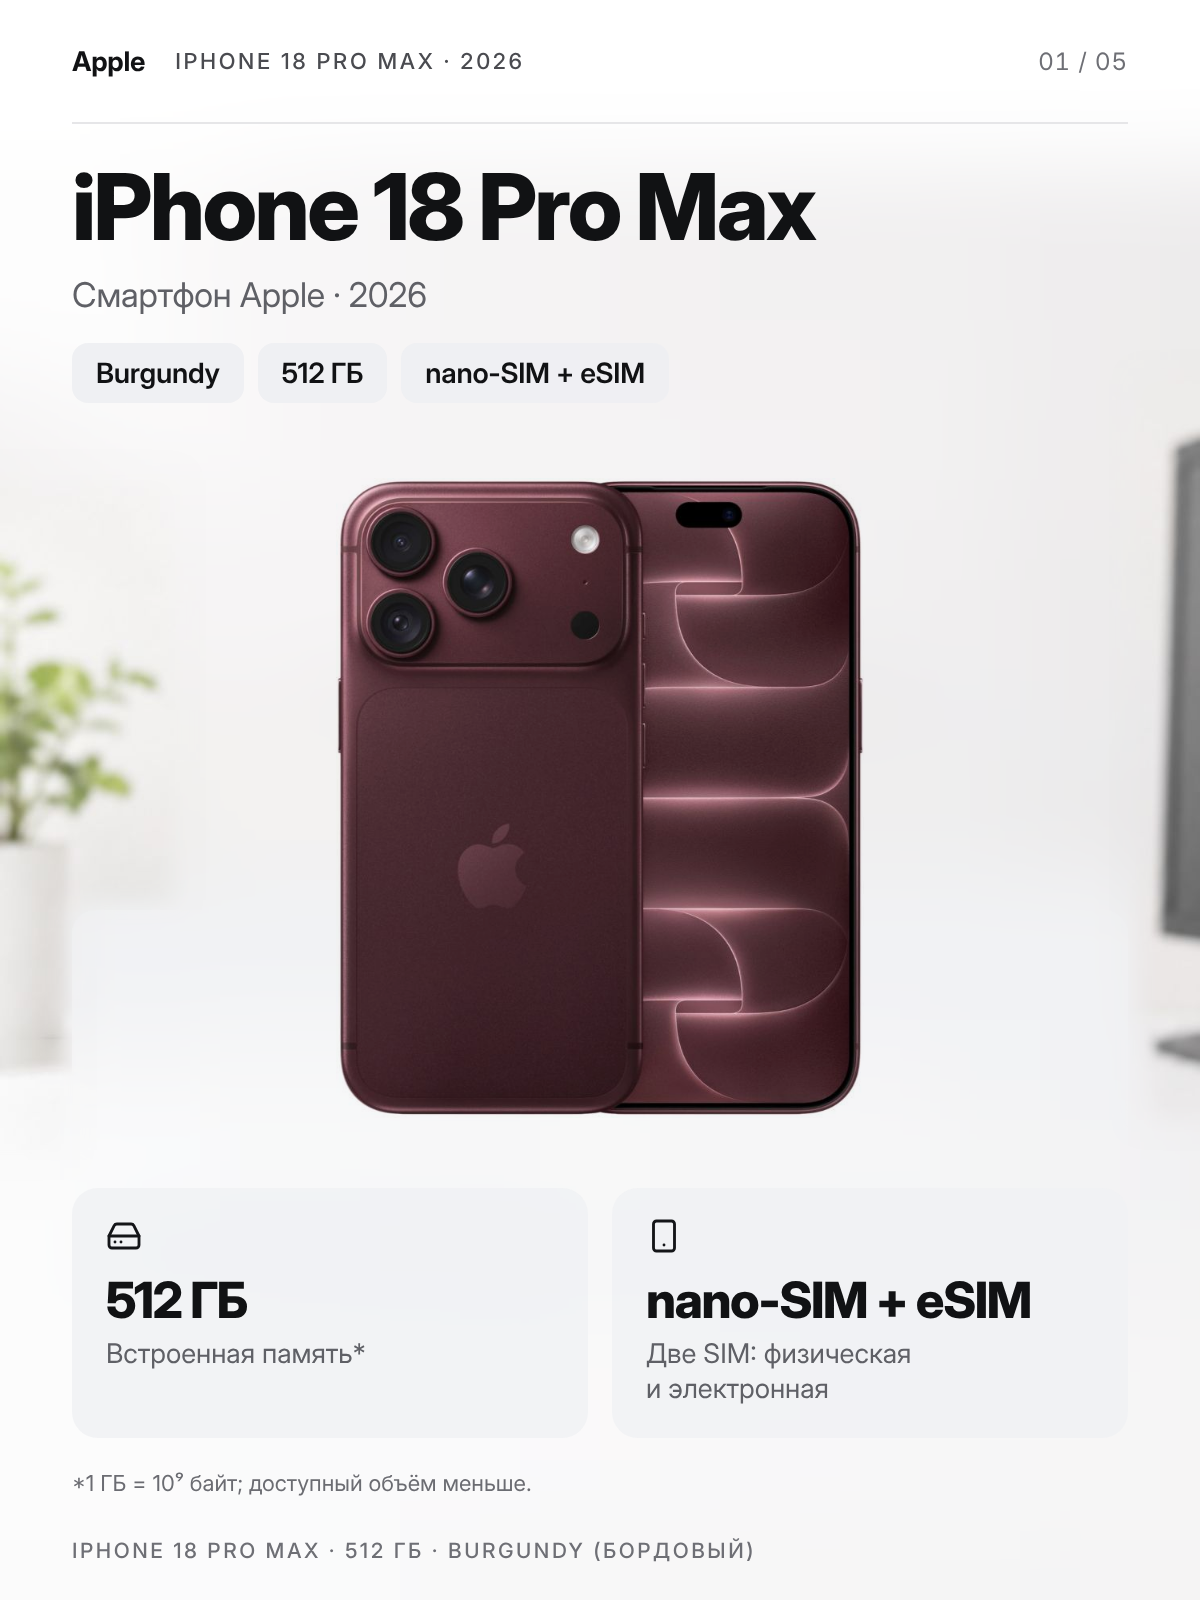 Apple IPHONE 18 PRO MAX · 2026 01 / 05
iPhone 18 Pro Max
Смартфон Apple · 2026
Burgundy 512 ГБ nano-SIM + eSIM
512 ГБ
Встроенная память*
nano-SIM + eSIM
Две SIM: физическая
и электронная
*1 ГБ = 10⁹ байт; доступный объём меньше.
IPHONE 18 PRO MAX · 512 ГБ · BURGUNDY (БОРДОВЫЙ)